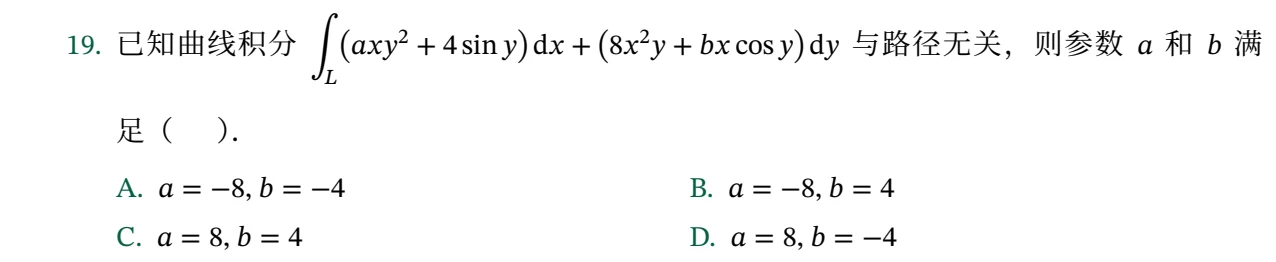 19. 已知曲线积分 ∫_L (axy² + 4 sin y) dx + (8x²y + bx cos y) dy 与路径无关，则参数 a 和 b 满
足（  ）.
A. a = −8, b = −4 B. a = −8, b = 4
C. a = 8, b = 4 D. a = 8, b = −4